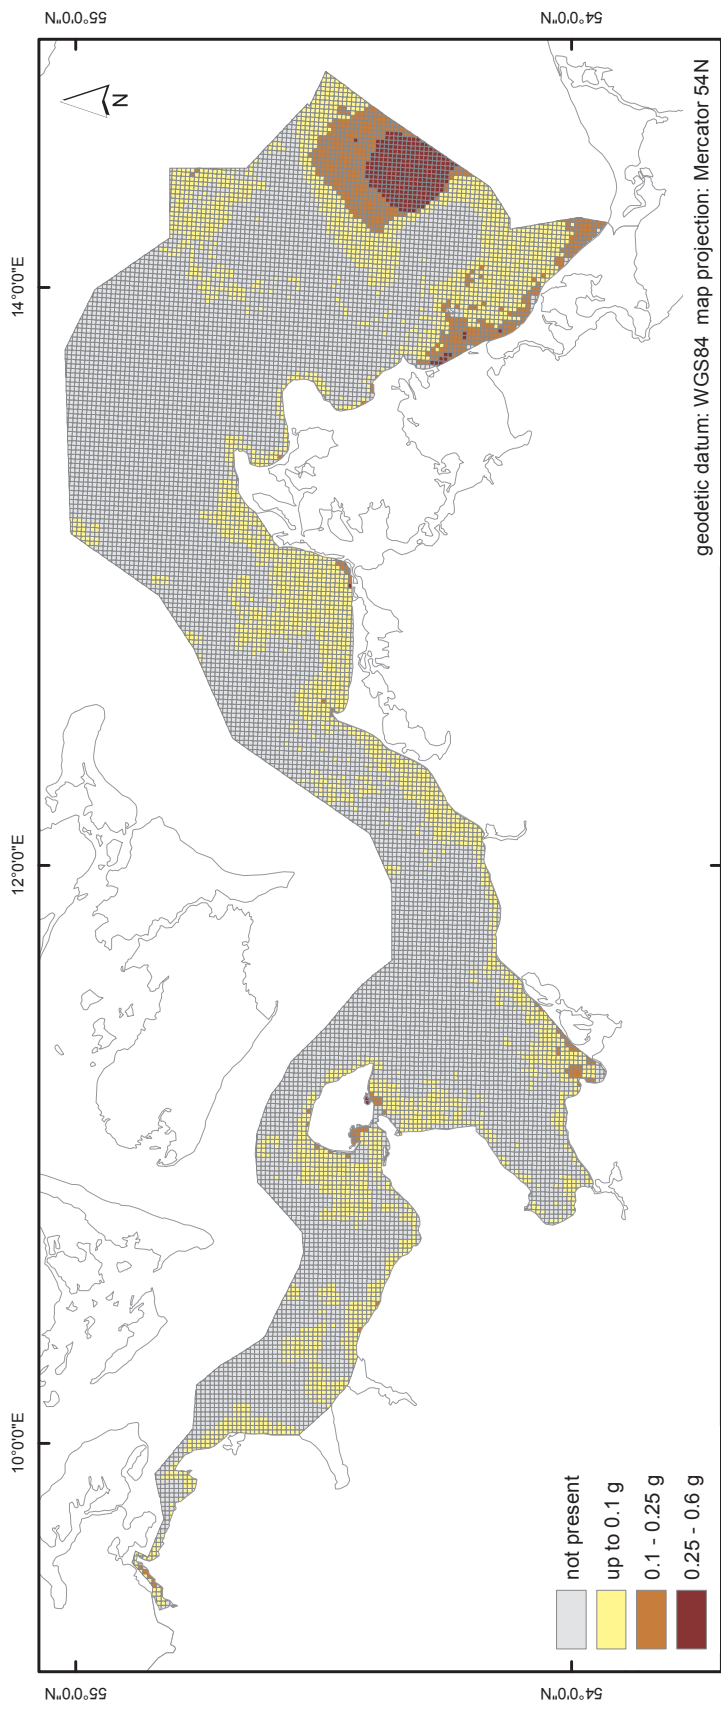 10°0'0"E
12°0'0"E
14°0'0"E
55°0'0"N
55°0'0"N
54°0'0"N
54°0'0"N
N
not present
up to 0.1 g
0.1 - 0.25 g
0.25 - 0.6 g
geodetic datum: WGS84 map projection: Mercator 54N